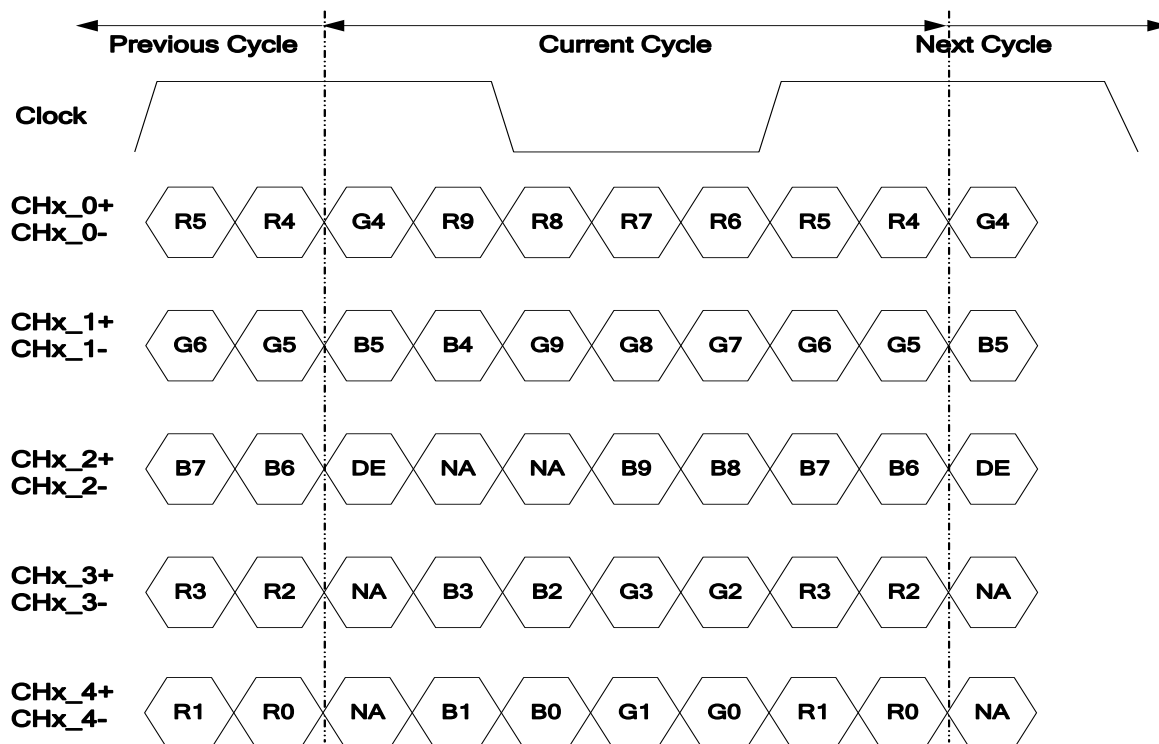 Previous Cycle Current Cycle Next Cycle
Clock
CHx_0+
CHx_0-
R5 R4 G4 R9 R8 R7 R6 R5 R4 G4
CHx_1+
CHx_1-
G6 G5 B5 B4 G9 G8 G7 G6 G5 B5
CHx_2+
CHx_2-
B7 B6 DE NA NA B9 B8 B7 B6 DE
CHx_3+
CHx_3-
R3 R2 NA B3 B2 G3 G2 R3 R2 NA
CHx_4+
CHx_4-
R1 R0 NA B1 B0 G1 G0 R1 R0 NA